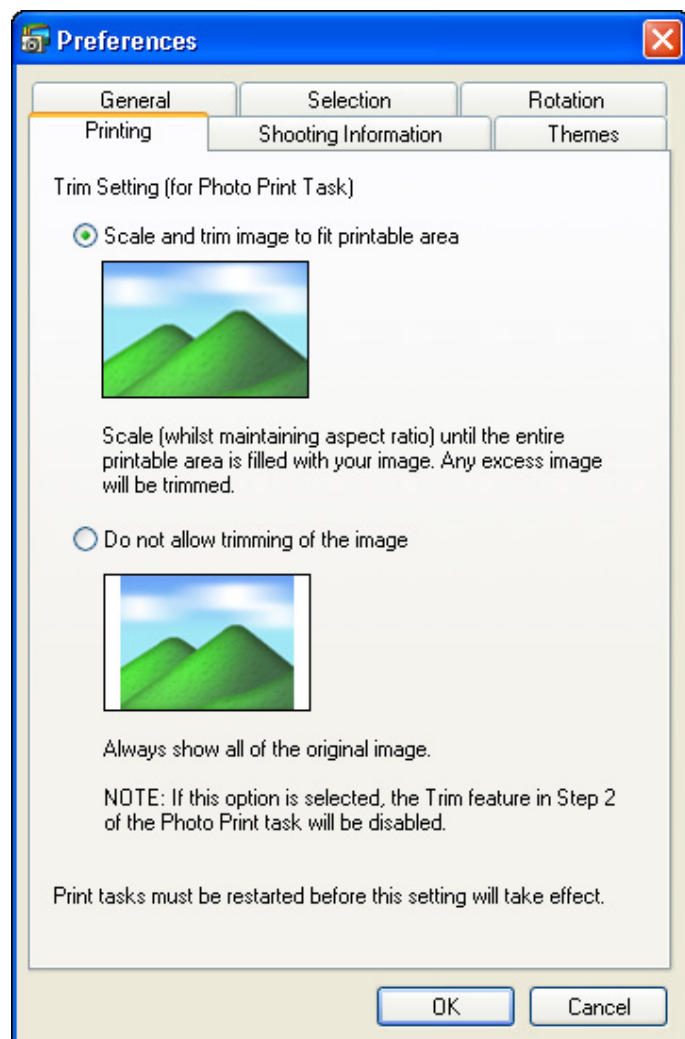 Preferences
General Selection Rotation
Printing Shooting Information Themes
Trim Setting (for Photo Print Task)
Scale and trim image to fit printable area
Scale (whilst maintaining aspect ratio) until the entire
printable area is filled with your image. Any excess image
will be trimmed.
Do not allow trimming of the image
Always show all of the original image.
NOTE: If this option is selected, the Trim feature in Step 2
of the Photo Print task will be disabled.
Print tasks must be restarted before this setting will take effect.
OK Cancel